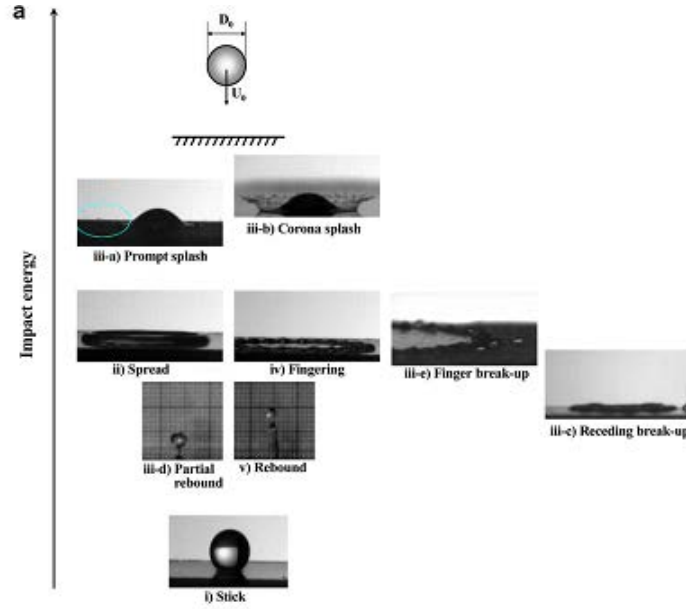 a
D₀
U₀
Impact energy
iii-a) Prompt splash
iii-b) Corona splash
ii) Spread
iv) Fingering
iii-e) Finger break-up
iii-c) Receding break-up
iii-d) Partial
rebound
v) Rebound
i) Stick